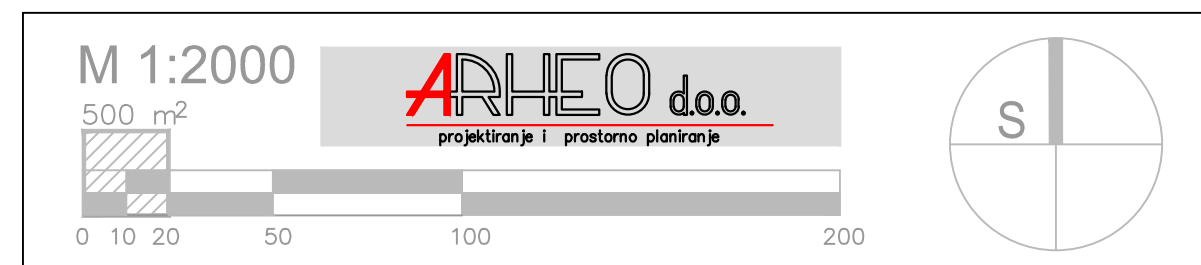 M 1:2000
500 m²
ARHEO d.o.o.
projektiranje i prostorno planiranje
S
0 10 20 50 100 200